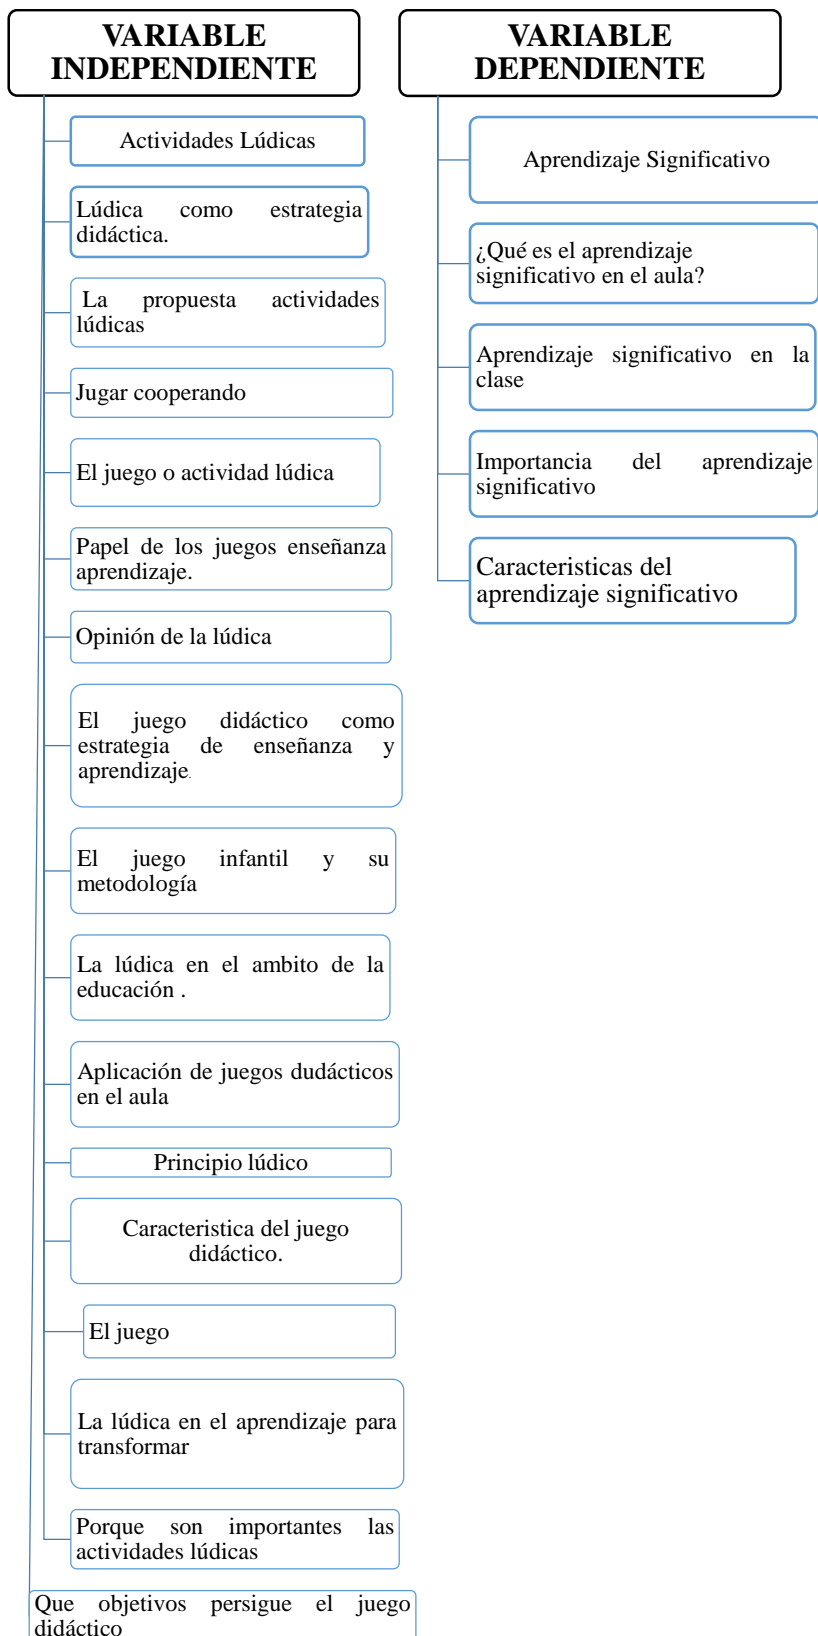 VARIABLE
INDEPENDIENTE
Actividades Lúdicas
Lúdica como estrategia
didáctica.
La propuesta actividades
lúdicas
Jugar cooperando
El juego o actividad lúdica
Papel de los juegos enseñanza
aprendizaje.
Opinión de la lúdica
El juego didáctico como
estrategia de enseñanza y
aprendizaje.
El juego infantil y su
metodología
La lúdica en el ambito de la
educación .
Aplicación de juegos dudácticos
en el aula
Principio lúdico
Caracteristica del juego
didáctico.
El juego
La lúdica en el aprendizaje para
transformar
Porque son importantes las
actividades lúdicas
Que objetivos persigue el juego
didáctico
VARIABLE
DEPENDIENTE
Aprendizaje Significativo
¿Qué es el aprendizaje
significativo en el aula?
Aprendizaje significativo en la
clase
Importancia del aprendizaje
significativo
Caracteristicas del
aprendizaje significativo